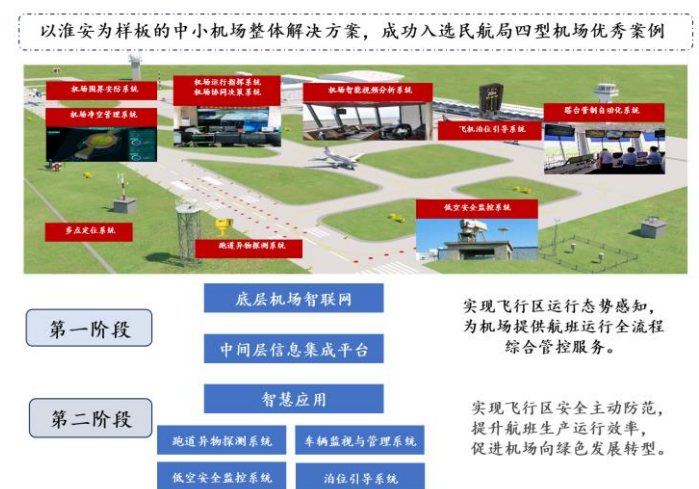 以淮安为样板的中小机场整体解决方案，成功入选民航局四型机场优秀案例
机场围界安防系统
机场运行指挥系统
机场协同决策系统
机场智能视频分析系统
塔台管制自动化系统
机场净空管理系统
飞机泊位引导系统
低空安全监控系统
多点定位系统
跑道异物探测系统
第一阶段
底层机场智联网
中间层信息集成平台
实现飞行区运行态势感知，
为机场提供航班运行全流程
综合管控服务。
第二阶段
智慧应用
跑道异物探测系统
车辆监视与管理系统
低空安全监控系统
泊位引导系统
实现飞行区安全主动防范，
提升航班生产运行效率，
促进机场向绿色发展转型。